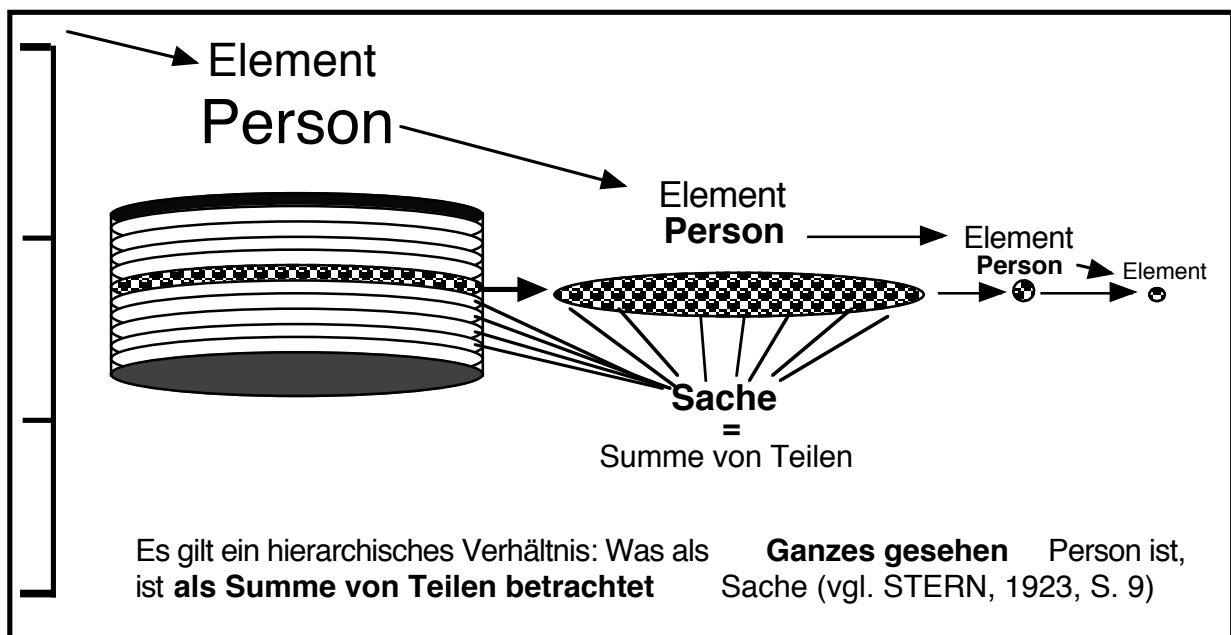 Element
Person
Element
Person
Element
Person
Element
Sache
=
Summe von Teilen
Es gilt ein hierarchisches Verhältnis: Was als Ganzes gesehen Person ist,
ist als Summe von Teilen betrachtet Sache (vgl. STERN, 1923, S. 9)